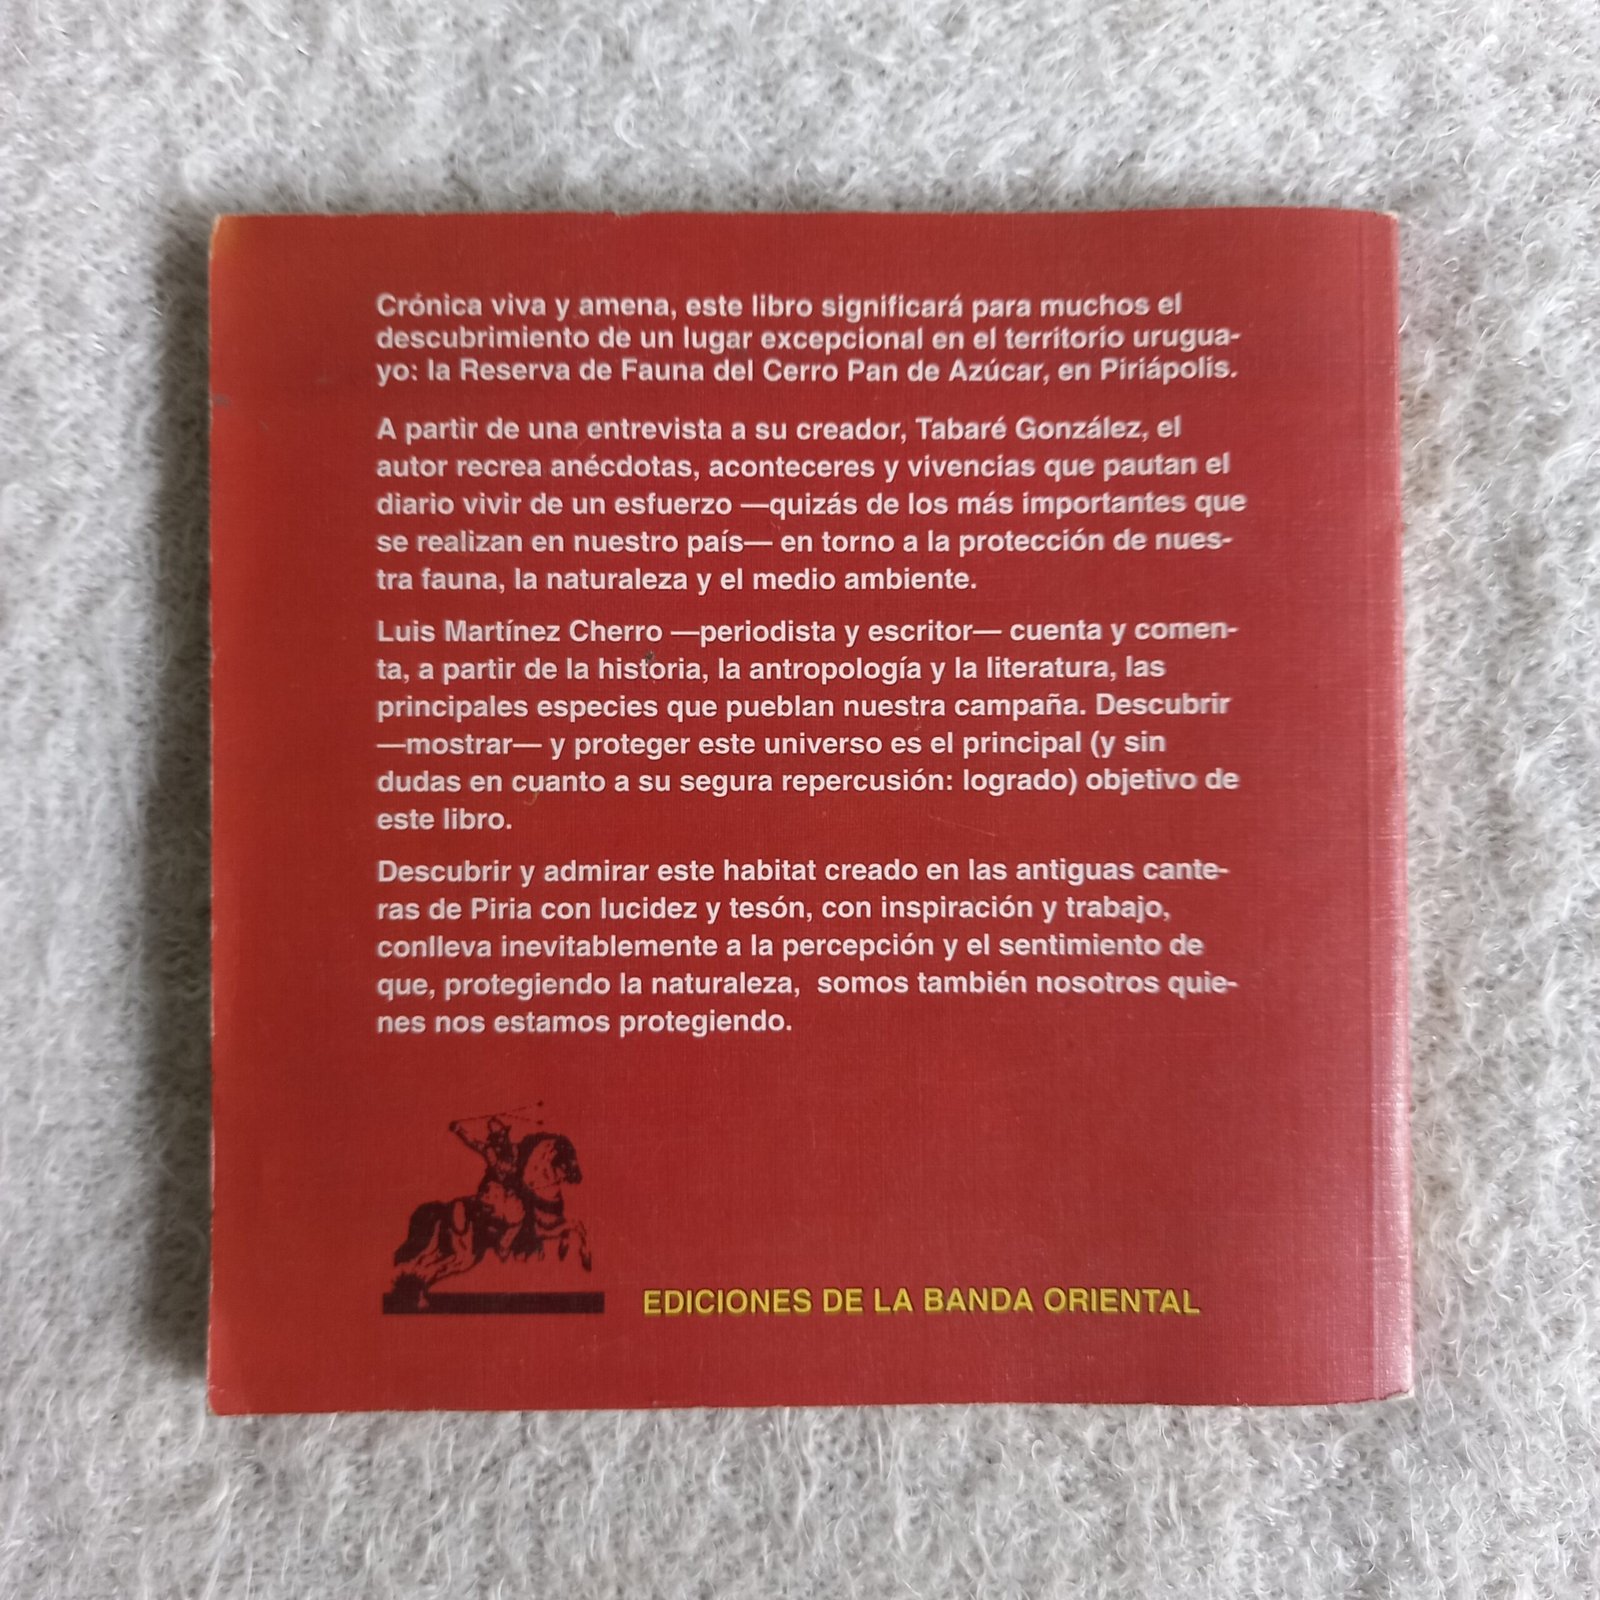 Crónica viva y amena, este libro significará para muchos el
descubrimiento de un lugar excepcional en el territorio urugua-
yo: la Reserva de Fauna del Cerro Pan de Azúcar, en Piriápolis.
A partir de una entrevista a su creador, Tabaré González, el
autor recrea anécdotas, aconteceres y vivencias que pautan el
diario vivir de un esfuerzo —quizás de los más importantes que
se realizan en nuestro país— en torno a la protección de nues-
tra fauna, la naturaleza y el medio ambiente.
Luis Martínez Cherro —periodista y escritor— cuenta y comen-
ta, a partir de la historia, la antropología y la literatura, las
principales especies que pueblan nuestra campaña. Descubrir
—mostrar— y proteger este universo es el principal (y sin
dudas en cuanto a su segura repercusión: logrado) objetivo de
este libro.
Descubrir y admirar este habitat creado en las antiguas cante-
ras de Piria con lucidez y tesón, con inspiración y trabajo,
conlleva inevitablemente a la percepción y el sentimiento de
que, protegiendo la naturaleza,  somos también nosotros quie-
nes nos estamos protegiendo.
EDICIONES DE LA BANDA ORIENTAL